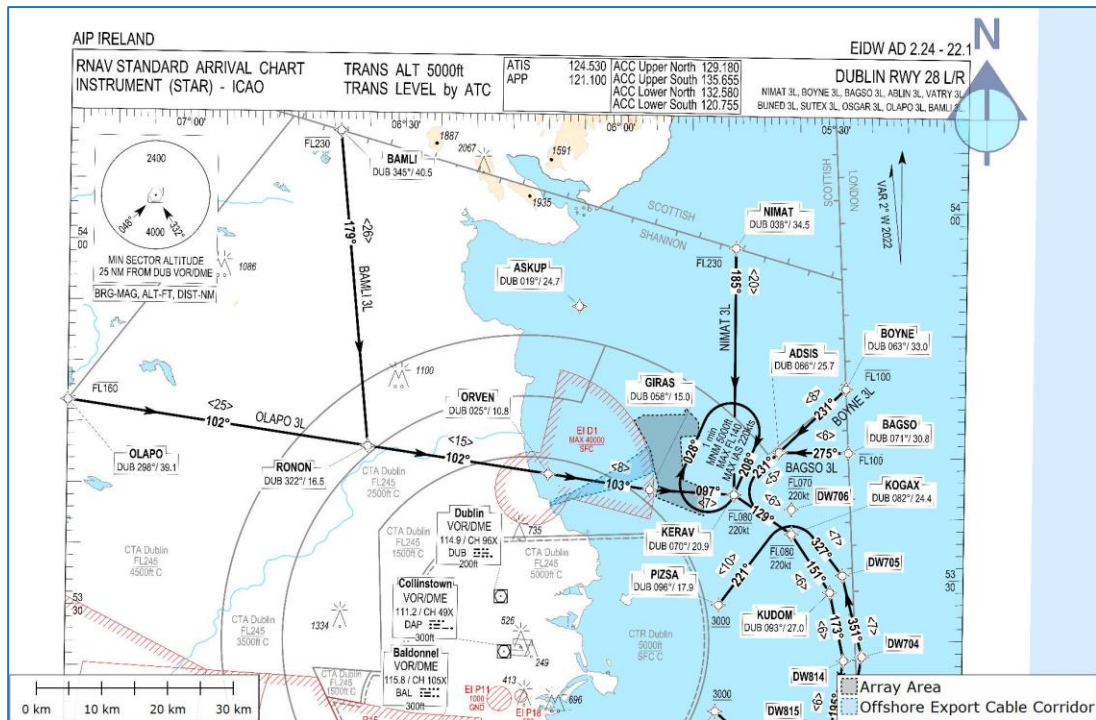 AIP IRELAND
EIDW AD 2.24 - 22.1
N
RNAV STANDARD ARRIVAL CHART
INSTRUMENT (STAR) - ICAO
TRANS ALT 5000ft
TRANS LEVEL by ATC
ATIS 124.530
APP 121.100
ACC Upper North 129.180
ACC Upper South 135.655
ACC Lower North 132.580
ACC Lower South 120.755
DUBLIN RWY 28 L/R
NIMAT 3L, BOYNE 3L, BAGSO 3L, ABLIN 3L, VATRY 3L,
BUNED 3L, SUTEX 3L, OSGAR 3L, OLAPO 3L, BAMLI 3L
07° 00'
06° 30'
06° 00'
05° 30'
2400
048°
332°
4000
MIN SECTOR ALTITUDE
25 NM FROM DUB VOR/DME
BRG-MAG, ALT-FT, DIST-NM
54
00
1086
FL230
BAMLI
DUB 345°/ 40.5
1887
2067
1591
1935
SCOTTISH
SHANNON
SCOTTISH
LONDON
VAR 2° W 2022
54
00
NIMAT
DUB 038°/ 34.5
FL230
ASKUP
DUB 019°/ 24.7
<26>
179°
BAMLI 3L
<20>
185°
NIMAT 3L
BOYNE
DUB 063°/ 33.0
ADSIS
DUB 066°/ 25.7
FL100
<8>
231°
BOYNE 3L
GIRAS
DUB 058°/ 15.0
1100
FL160
<25>
102°
OLAPO 3L
ORVEN
DUB 025°/ 10.8
EI D1
MAX 40000
SFC
1 min
MNM 5000ft
MAX FL140
MAX IAS 220kts
028°
208°
231°
<5>
<6>
275°
BAGSO 3L
BAGSO
DUB 071°/ 30.8
FL100
OLAPO
DUB 298°/ 39.1
RONON
DUB 322°/ 16.5
<15>
102°
<8>
103°
097°
<7>
FL070
220kt
KOGAX
DUB 082°/ 24.4
CTA Dublin
FL245
2500ft C
Dublin
VOR/DME
114.9 / CH 96X
DUB
200ft
735
KERAV
DUB 070°/ 20.9
FL080
220kt
<6>
129°
DW706
CTA Dublin
FL245
4500ft C
CTA Dublin
FL245
1500ft C
CTA Dublin
FL245
5000ft C
Collinstown
VOR/DME
111.2 / CH 49X
DAP
300ft
PIZSA
DUB 096°/ 17.9
<10>
221°
FL080
220kt
327°
<7>
151°
<6>
DW705
53
30
53
30
CTA Dublin
FL245
3500ft C
1334
526
249
Baldonnel
VOR/DME
115.8 / CH 105X
BAL
300ft
CTR Dublin
5000ft
SFC C
3000
KUDOM
DUB 093°/ 27.0
<6>
173°
351°
<7>
DW704
DW814
CTA Dublin
FL245
1500ft C
EI P11
1000
GND
413
EI P18
696
3000
DW815
<9>
0 km
10 km
20 km
30 km
Array Area
Offshore Export Cable Corridor